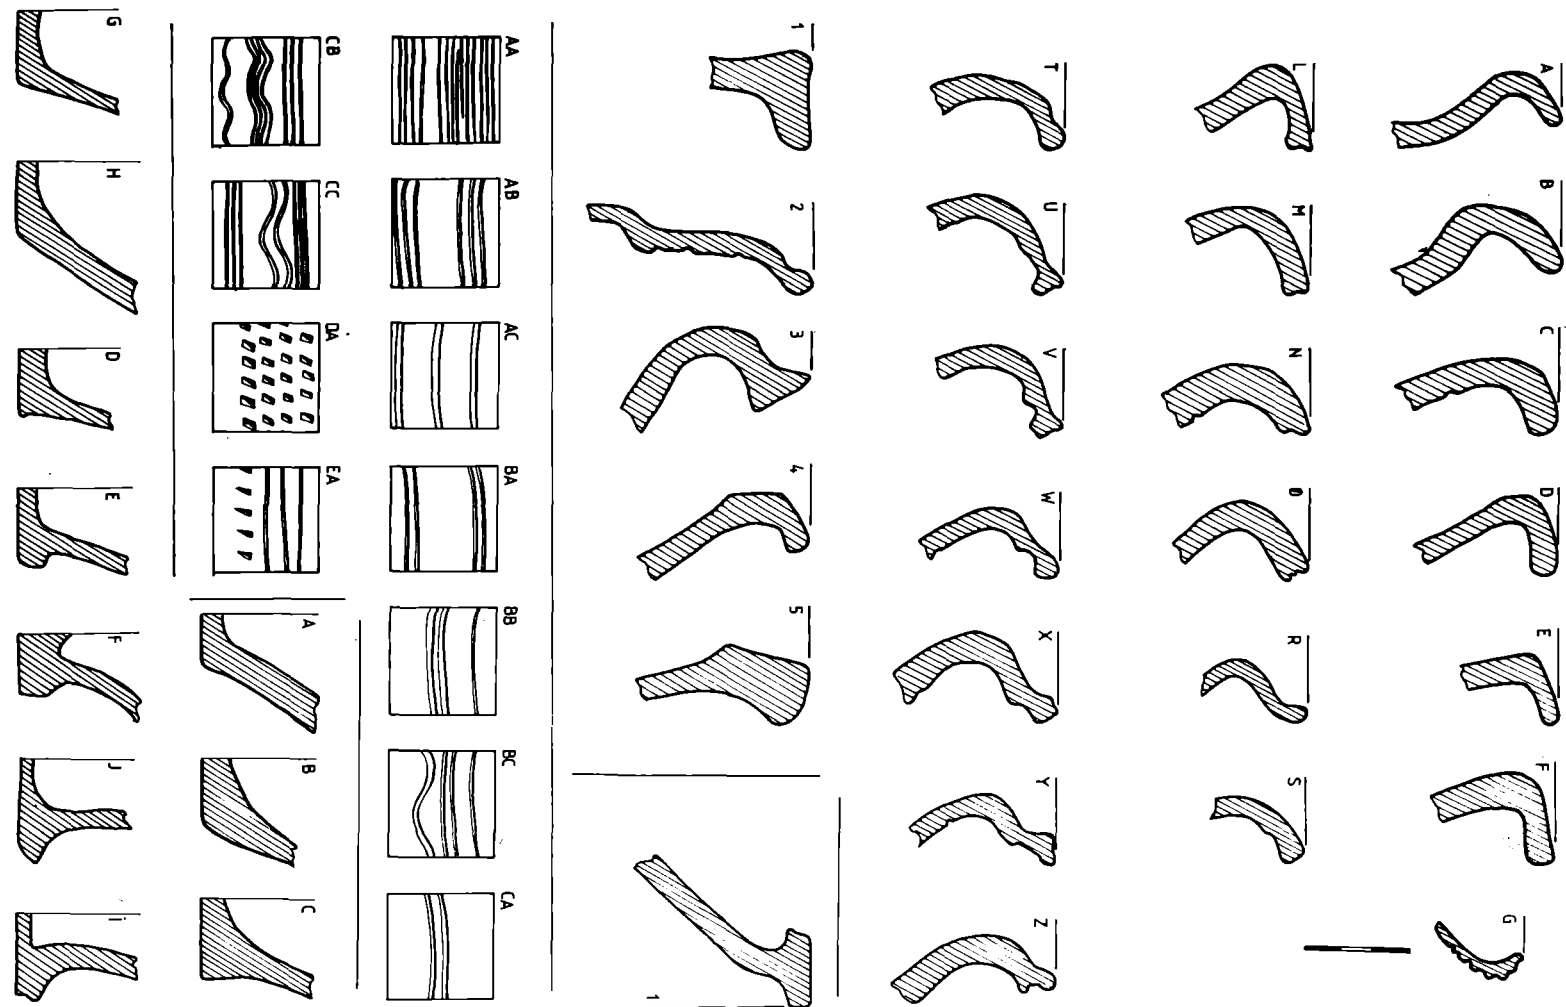 A B C D E F G
L M N Ø R S
T U V W X Y Z
1 2 3 4 5
1
AA AB AC BA BB BC CA
CB CC DA EA A B C
G H D E F J I